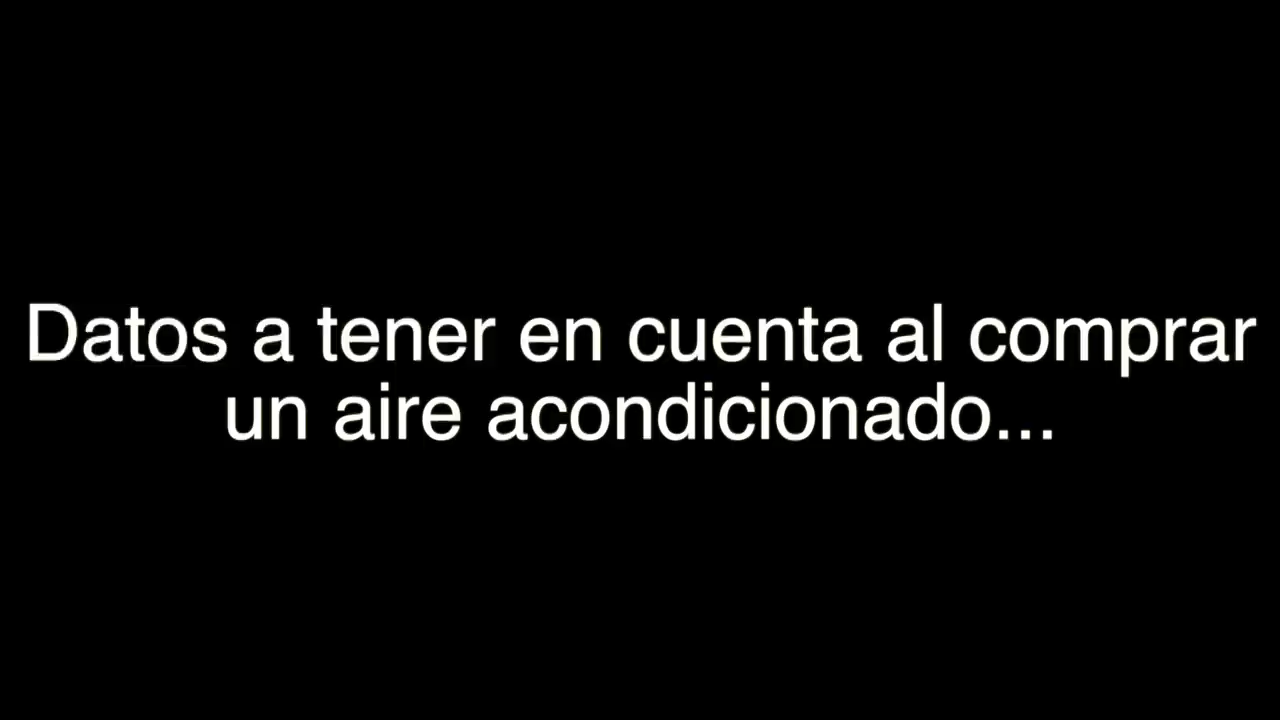 Datos a tener en cuenta al comprar
un aire acondicionado...